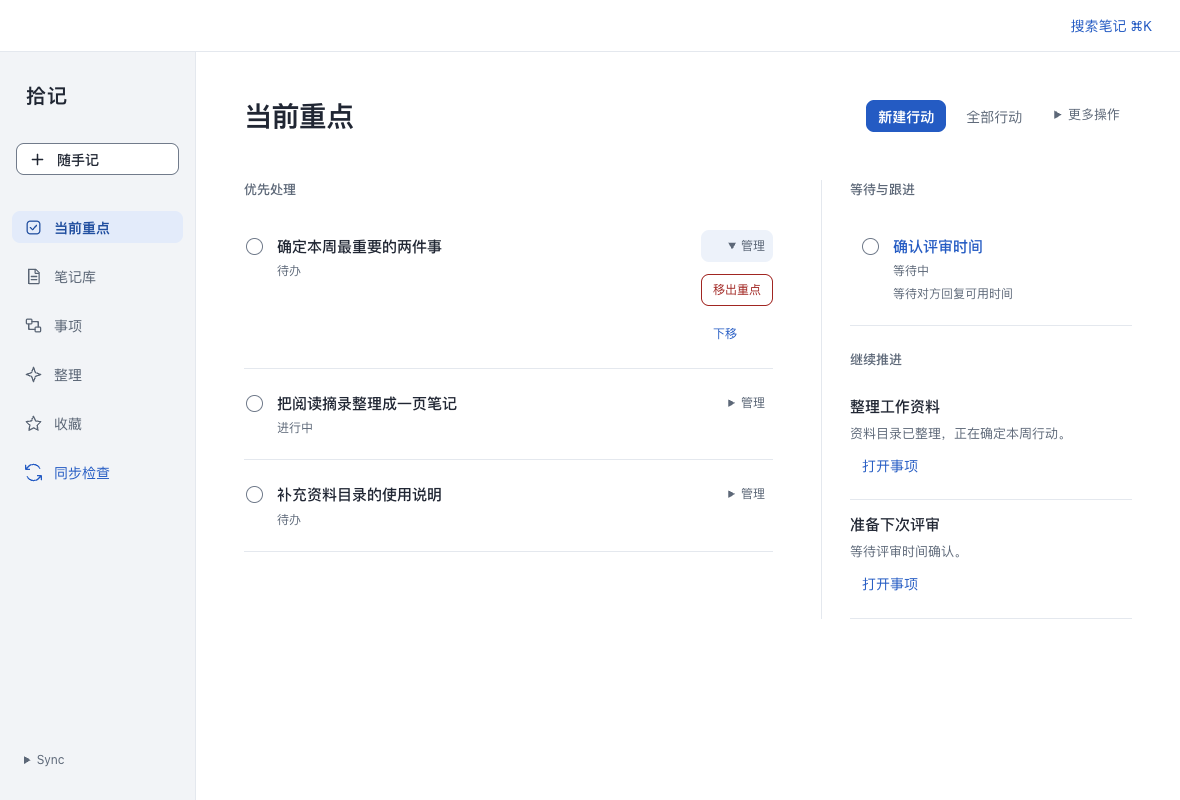 搜索笔记 ⌘K
拾记
随手记
当前重点
笔记库
事项
整理
收藏
同步检查
Sync
当前重点
新建行动
全部行动
更多操作
优先处理
确定本周最重要的两件事
待办
管理
移出重点
下移
把阅读摘录整理成一页笔记
进行中
管理
补充资料目录的使用说明
待办
管理
等待与跟进
确认评审时间
等待中
等待对方回复可用时间
继续推进
整理工作资料
资料目录已整理，正在确定本周行动。
打开事项
准备下次评审
等待评审时间确认。
打开事项